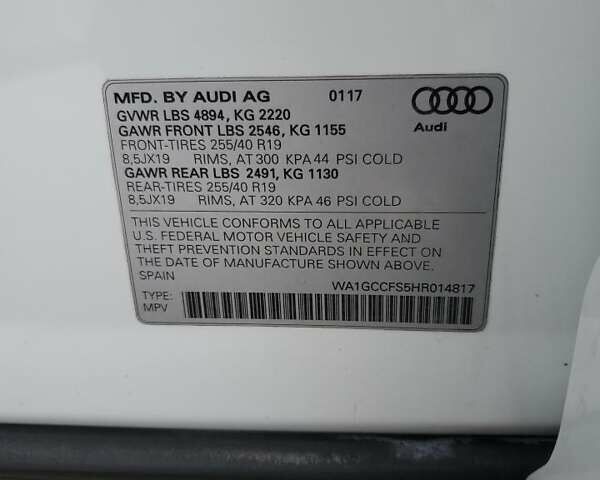 MFD. BY AUDI AG 0117
GVWR LBS 4894, KG 2220
GAWR FRONT LBS 2546, KG 1155
FRONT-TIRES 255/40 R19
8,5JX19 RIMS, AT 300 KPA 44 PSI COLD
GAWR REAR LBS 2491, KG 1130
REAR-TIRES 255/40 R19
8,5JX19 RIMS, AT 320 KPA 46 PSI COLD
Audi
THIS VEHICLE CONFORMS TO ALL APPLICABLE
U.S. FEDERAL MOTOR VEHICLE SAFETY AND
THEFT PREVENTION STANDARDS IN EFFECT ON
THE DATE OF MANUFACTURE SHOWN ABOVE.
SPAIN WA1GCCFS5HR014817
TYPE:
MPV